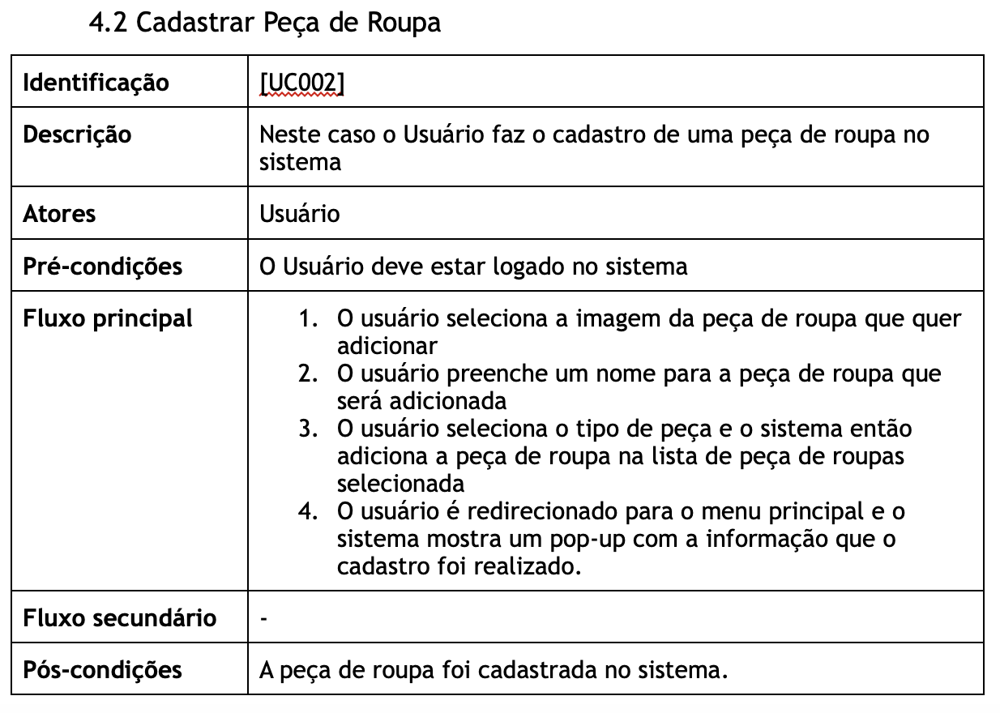 4.2 Cadastrar Peça de Roupa
Identificação
[UC002]
Descrição
Neste caso o Usuário faz o cadastro de uma peça de roupa no
sistema
Atores
Usuário
Pré-condições
O Usuário deve estar logado no sistema
Fluxo principal
1. O usuário seleciona a imagem da peça de roupa que quer
adicionar
2. O usuário preenche um nome para a peça de roupa que
será adicionada
3. O usuário seleciona o tipo de peça e o sistema então
adiciona a peça de roupa na lista de peça de roupas
selecionada
4. O usuário é redirecionado para o menu principal e o
sistema mostra um pop-up com a informação que o
cadastro foi realizado.
Fluxo secundário
-
Pós-condições
A peça de roupa foi cadastrada no sistema.